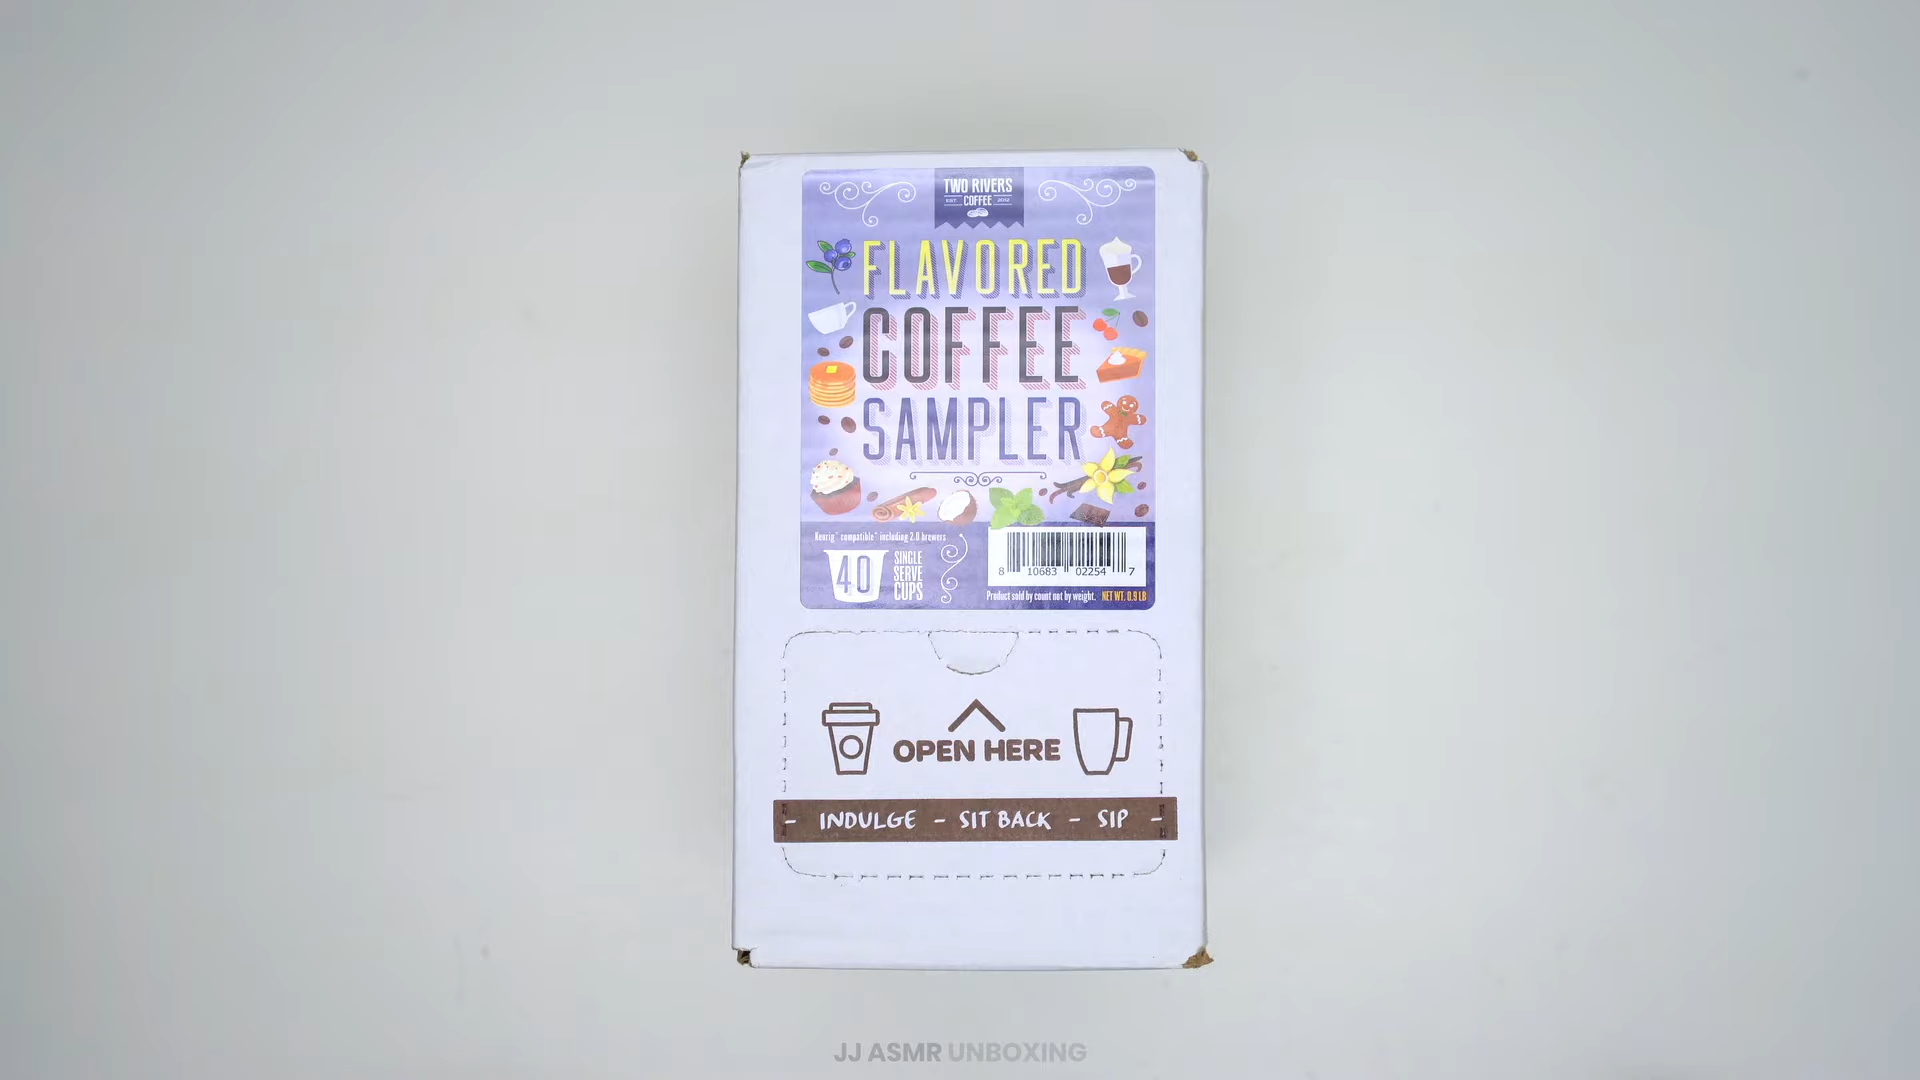 TWO RIVERS
EST. COFFEE 2012
FLAVORED
COFFEE
SAMPLER
Keurig® compatible* including 2.0 brewers
40
SINGLE
SERVE
CUPS
8 10683 02254 7
Product sold by count not by weight. NET WT. 0.9 LB
OPEN HERE
- INDULGE - SIT BACK - SIP -
JJ ASMR UNBOXING